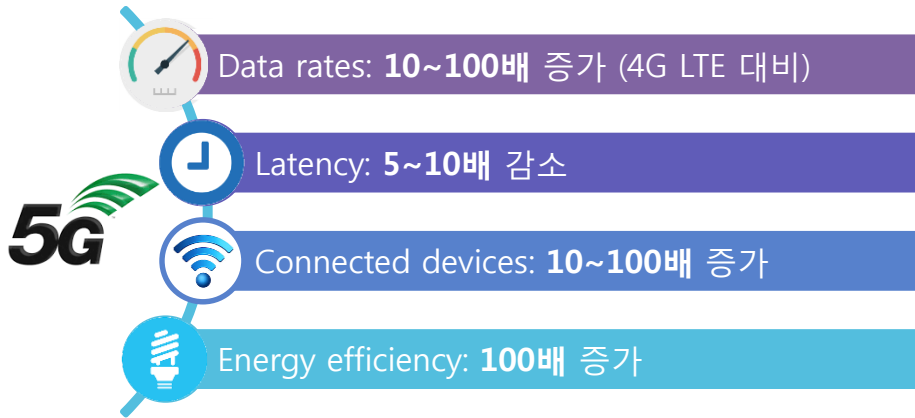 5G
Data rates: 10~100배 증가 (4G LTE 대비)
Latency: 5~10배 감소
Connected devices: 10~100배 증가
Energy efficiency: 100배 증가